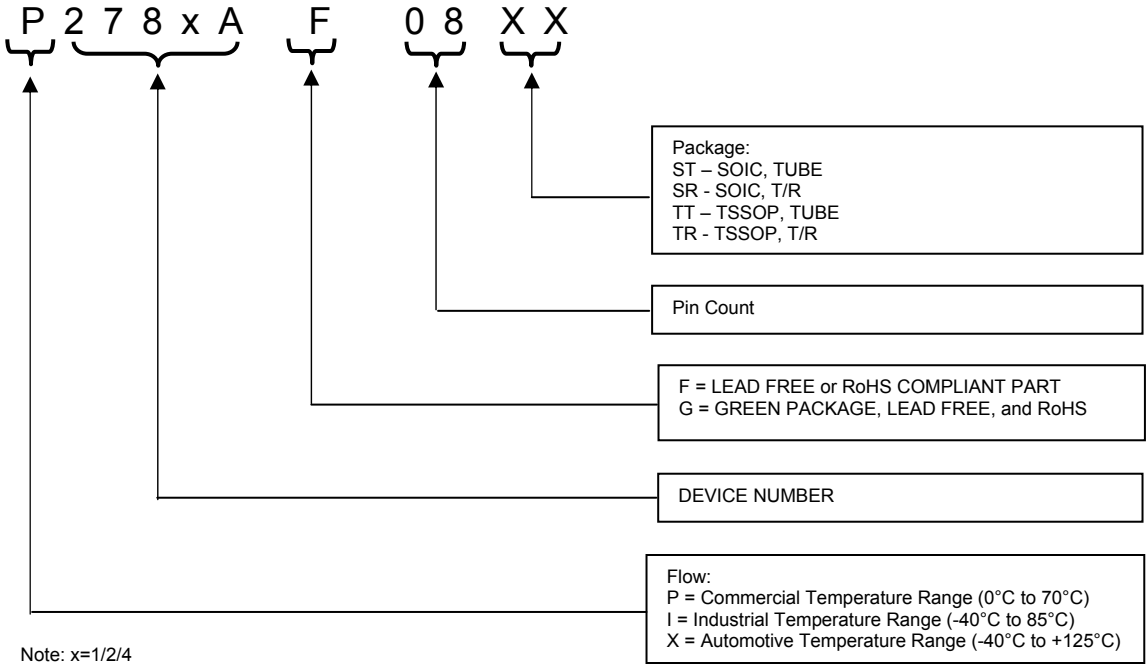 P 2 7 8 x A F 0 8 X X
Package:
ST – SOIC, TUBE
SR - SOIC, T/R
TT – TSSOP, TUBE
TR - TSSOP, T/R
Pin Count
F = LEAD FREE or RoHS COMPLIANT PART
G = GREEN PACKAGE, LEAD FREE, and RoHS
DEVICE NUMBER
Flow:
P = Commercial Temperature Range (0°C to 70°C)
I = Industrial Temperature Range (-40°C to 85°C)
X = Automotive Temperature Range (-40°C to +125°C)
Note: x=1/2/4